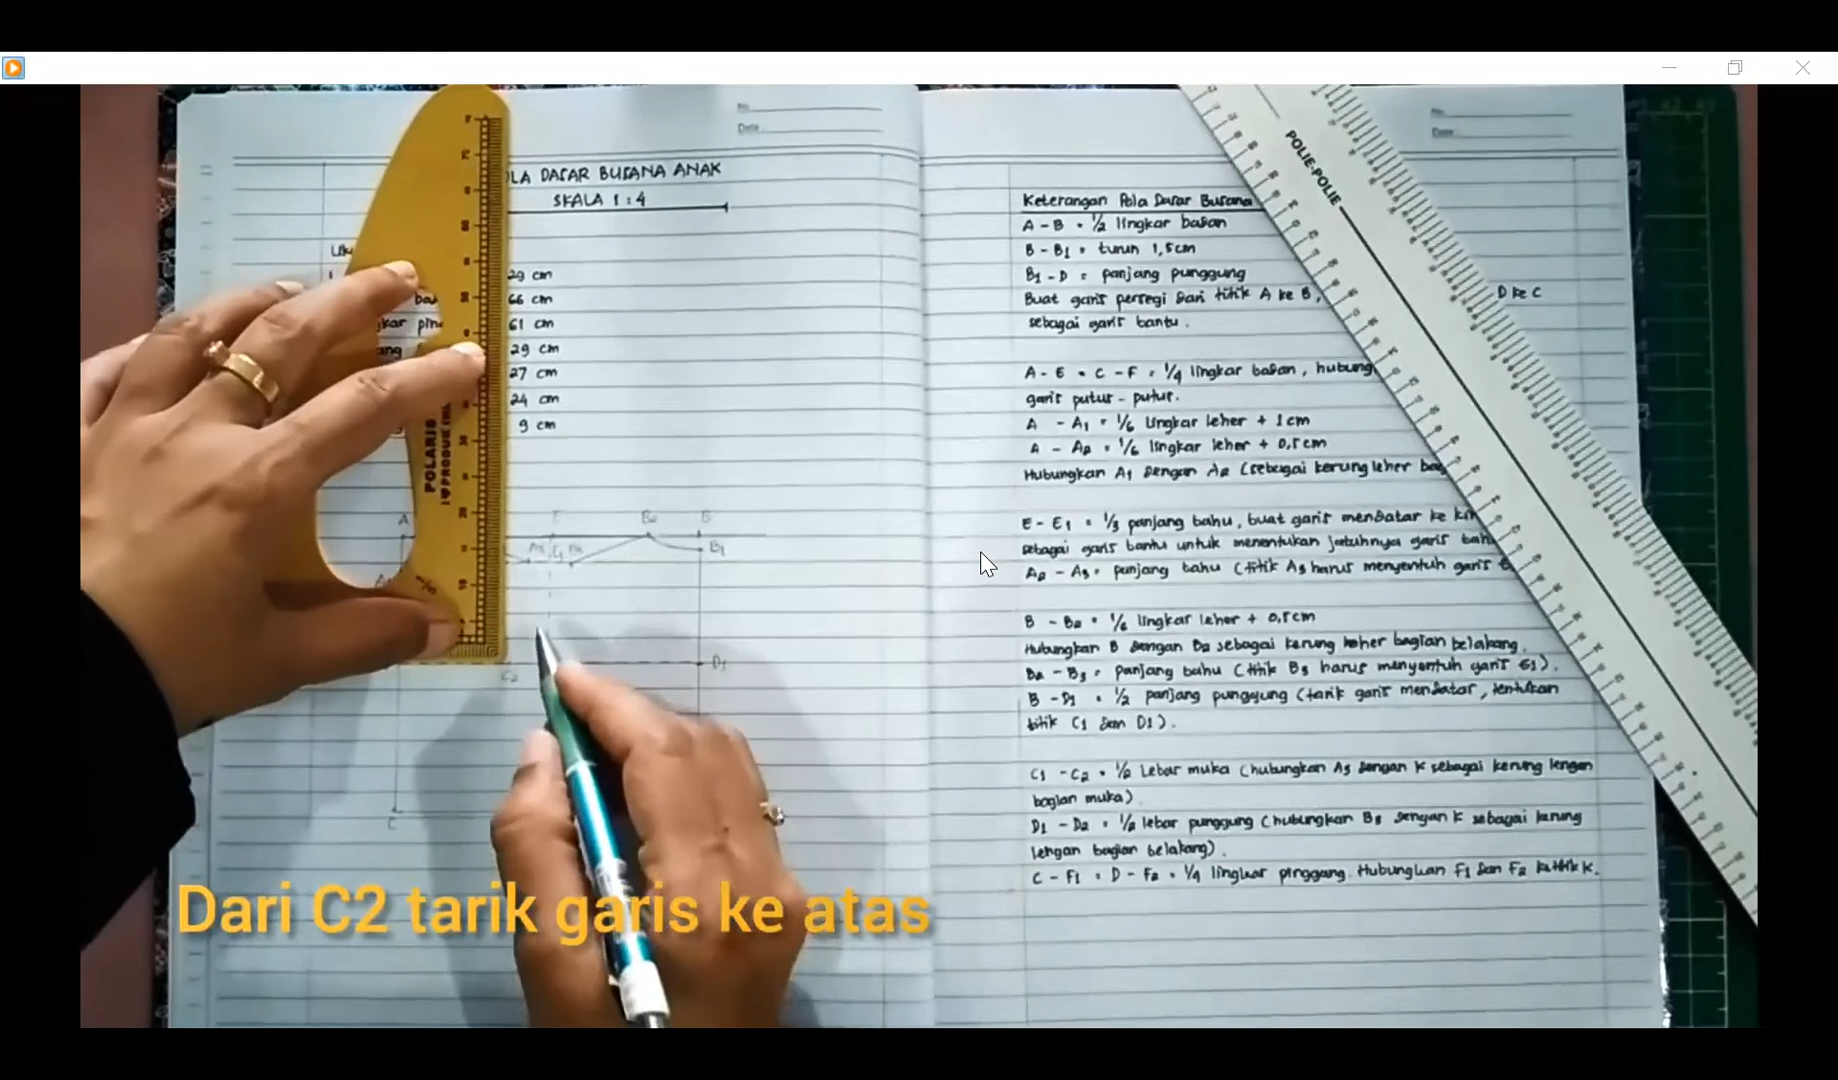 No
Date:
POLA DASAR BUSANA ANAK
SKALA 1 : 4
29 cm
66 cm
61 cm
29 cm
27 cm
24 cm
9 cm
POLARIS
A
E
B2
B
B1
D1
C2
C
No
Date:
POLIE-POLIE
Keterangan Pola Dasar Busana
A - B = 1/2 lingkar badan
B - B1 = turun 1,5 cm
B1 - D = panjang punggung
Buat garis persegi dari titik A ke B, D ke C
sebagai garis bantu.
A - E = C - F = 1/4 lingkar badan, hubung
garis putus - putus.
A - A1 = 1/6 lingkar leher + 1 cm
A - A2 = 1/6 lingkar leher + 0,5 cm
Hubungkan A1 dengan A2 (sebagai kerung leher bag
E - E1 = 1/3 panjang bahu, buat garis mendatar ke
sebagai garis bantu untuk menentukan jatuhnya garis bah
A2 - A3 = panjang bahu (titik A3 harus menyentuh garis
B - B2 = 1/6 lingkar leher + 0,5 cm
Hubungkan B dengan B2 sebagai kerung leher bagian belakang.
B2 - B3 = panjang bahu (titik B3 harus menyentuh garis E1).
B - D1 = 1/2 panjang punggung (tarik garis mendatar, tentukan
titik C1 dan D1).
C1 - C2 = 1/2 Lebar muka (hubungkan A3 dengan K sebagai kerung lengan
bagian muka)
D1 - D2 = 1/2 lebar punggung (hubungkan B3 dengan K sebagai kerung
lengan bagian belakang).
C - F1 = D - F2 = 1/4 lingkar pinggang. Hubungkan F1 dan F2 ke titik K.
Dari C2 tarik garis ke atas